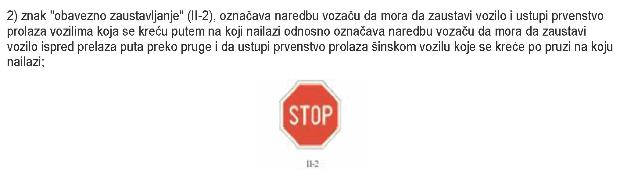 2) znak "obavezno zaustavljanje" (II-2), označava naredbu vozaču da mora da zaustavi vozilo i ustupi prvenstvo
prolaza vozilima koja se kreću putem na koji nailazi odnosno označava naredbu vozaču da mora da zaustavi
vozilo ispred prelaza puta preko pruge i da ustupi prvenstvo prolaza šinskom vozilu koje se kreće po pruzi na koju
nailazi;
STOP
II-2